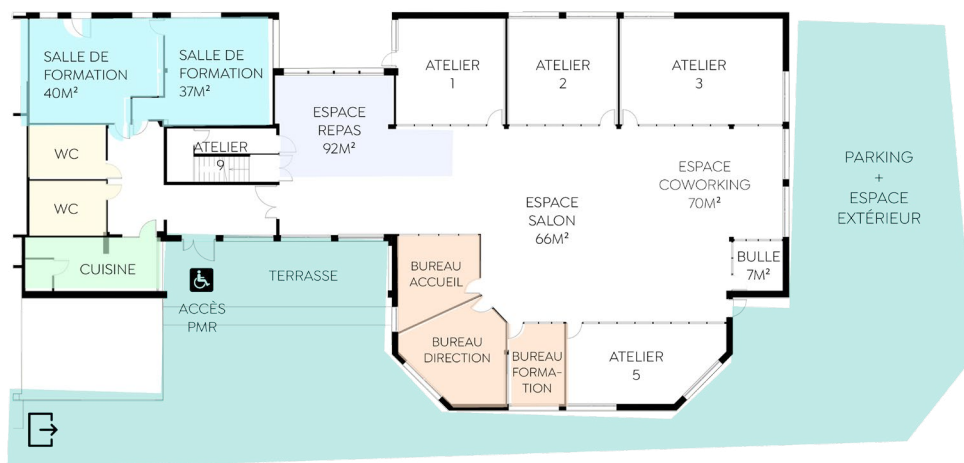 SALLE DE
FORMATION
40M²
SALLE DE
FORMATION
37M²
ESPACE
REPAS
92M²
ATELIER
1
ATELIER
2
ATELIER
3
WC
WC
ATELIER
9
ESPACE
COWORKING
70M²
ESPACE
SALON
66M²
PARKING
+
ESPACE
EXTÉRIEUR
CUISINE
ACCÈS
PMR
TERRASSE
BUREAU
ACCUEIL
BULLE
7M²
BUREAU
DIRECTION
BUREAU
FORMA-
TION
ATELIER
5